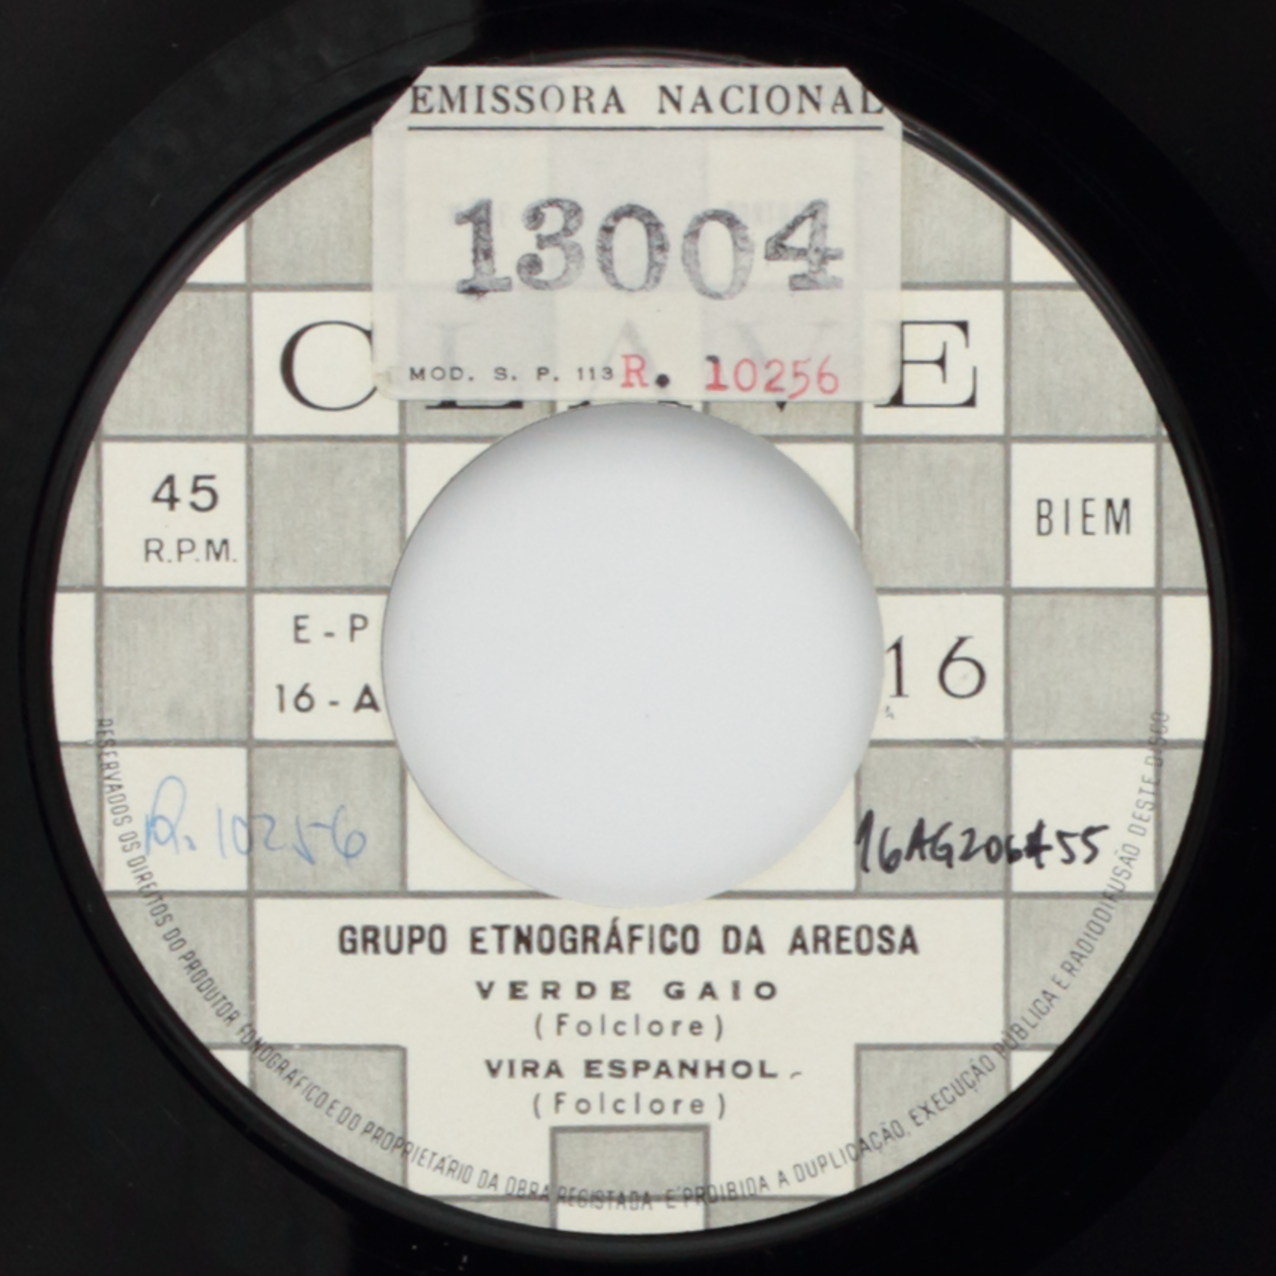 EMISSORA NACIONAL
13004
MOD. S. P. 113 R. 10256
CLAVE
45
R.P.M.
BIEM
E-P
16-A
16
R. 10256
GRUPO ETNOGRÁFICO DA AREOSA
VERDE GAIO
(Folclore)
VIRA ESPANHOL
(Folclore)
RESERVADOS OS DIREITOS DO PRODUTOR FONOGRÁFICO E DO PROPRIETÁRIO DA OBRA REGISTADA - É PROIBIDA A DUPLICAÇÃO, EXECUÇÃO PÚBLICA E RADIODIFUSÃO DESTE DISCO